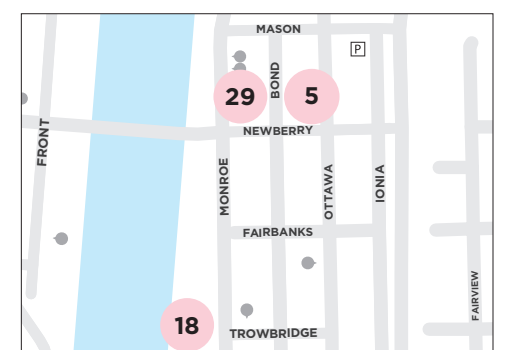 MASON
P
BOND
29
5
NEWBERRY
FRONT
MONROE
OTTAWA
IONIA
FAIRBANKS
FAIRVIEW
18
TROWBRIDGE